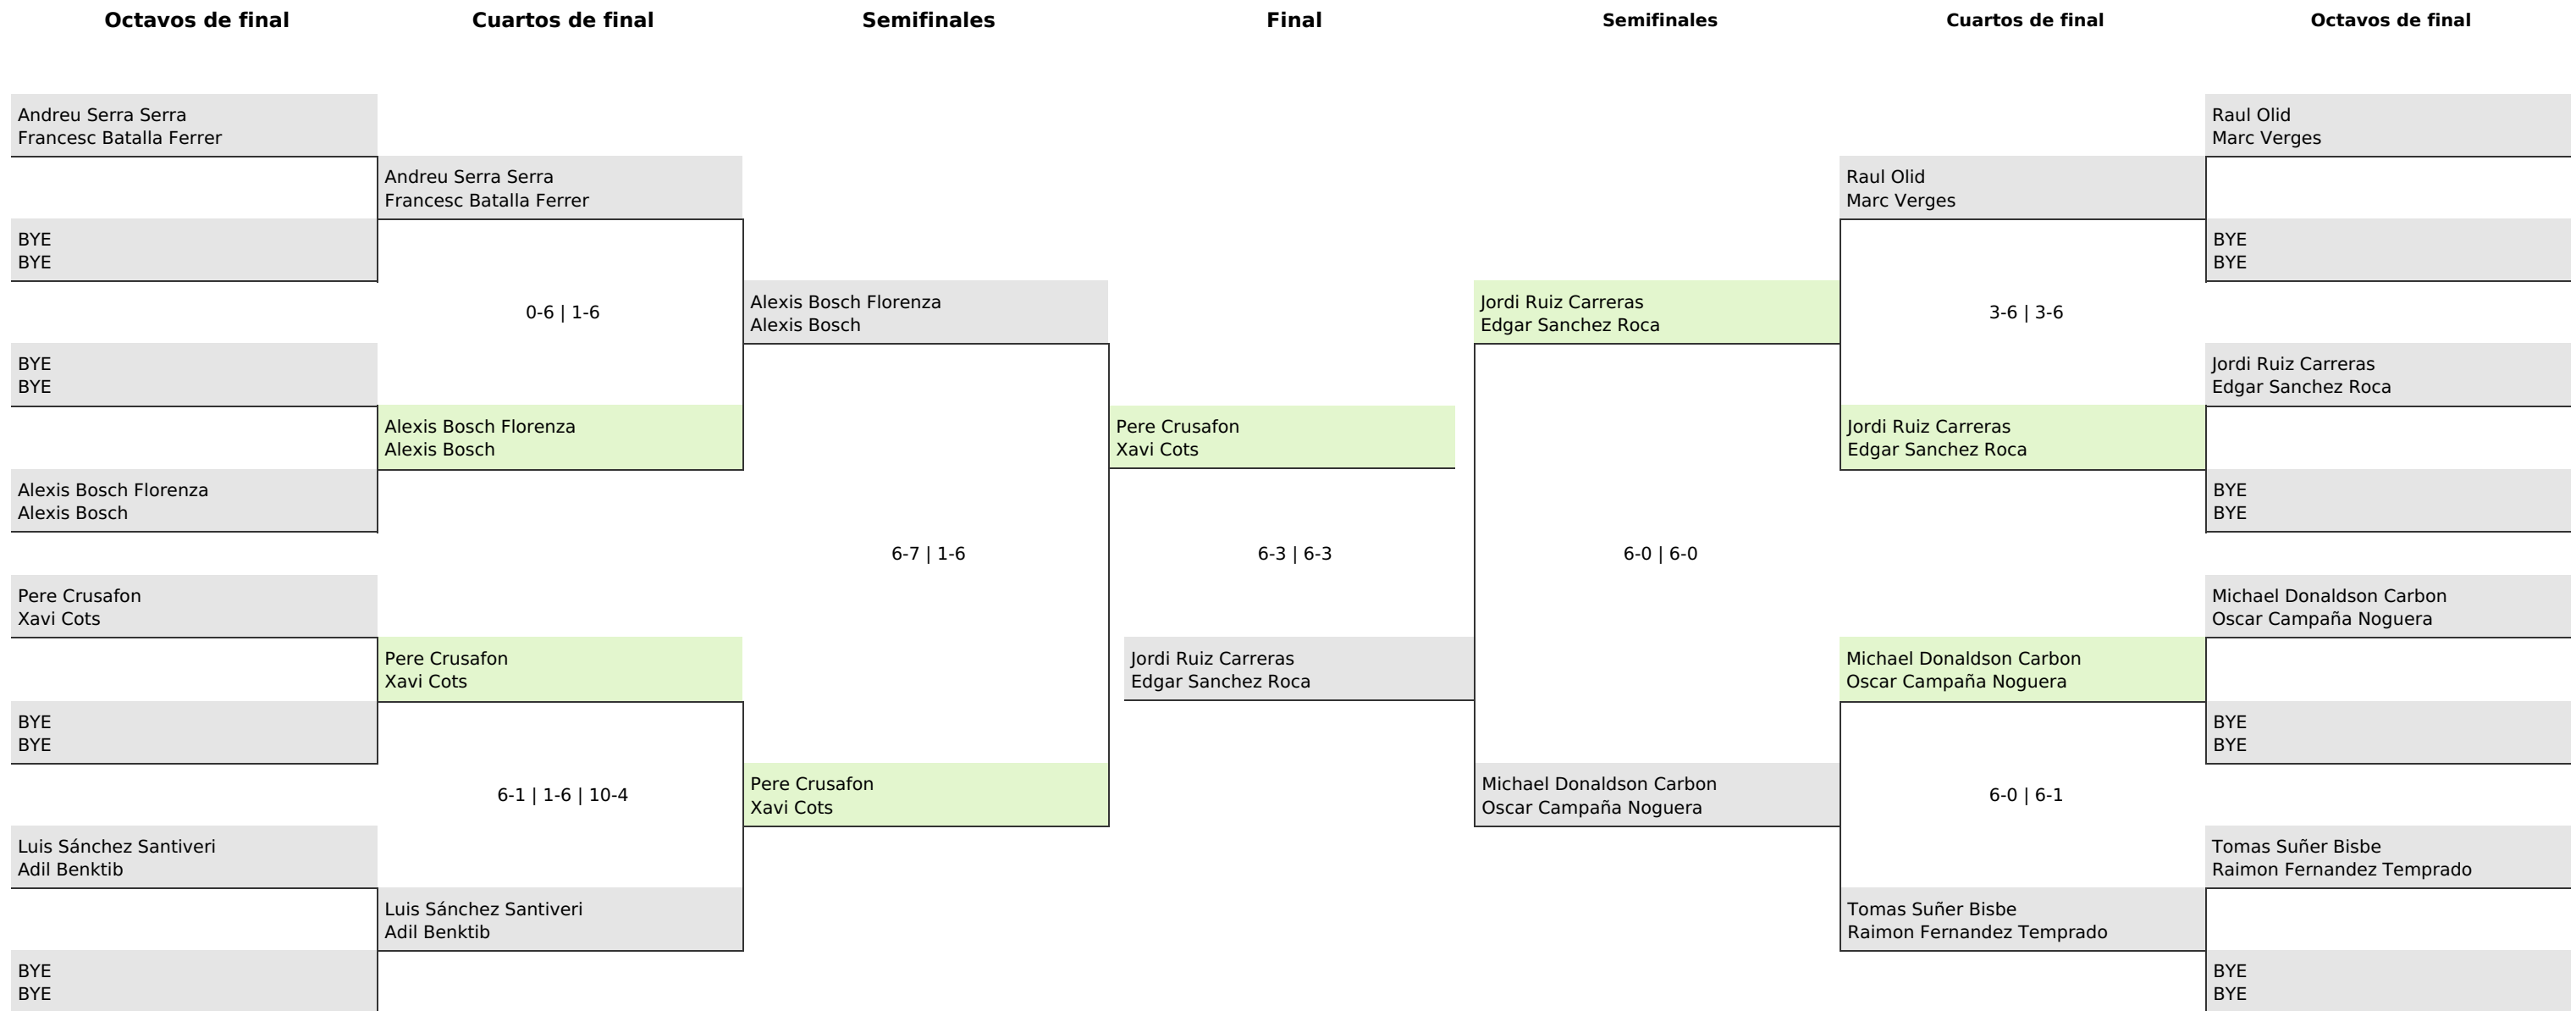 Octavos de final
Cuartos de final
Semifinales
Final
Semifinales
Cuartos de final
Octavos de final
Andreu Serra Serra
Francesc Batalla Ferrer
BYE
BYE
BYE
BYE
Alexis Bosch Florenza
Alexis Bosch
Pere Crusafon
Xavi Cots
BYE
BYE
Luis Sánchez Santiveri
Adil Benktib
BYE
BYE
Andreu Serra Serra
Francesc Batalla Ferrer
0-6 | 1-6
Alexis Bosch Florenza
Alexis Bosch
Pere Crusafon
Xavi Cots
6-1 | 1-6 | 10-4
Luis Sánchez Santiveri
Adil Benktib
Alexis Bosch Florenza
Alexis Bosch
6-7 | 1-6
Pere Crusafon
Xavi Cots
Pere Crusafon
Xavi Cots
6-3 | 6-3
Jordi Ruiz Carreras
Edgar Sanchez Roca
Jordi Ruiz Carreras
Edgar Sanchez Roca
6-0 | 6-0
Michael Donaldson Carbon
Oscar Campaña Noguera
Raul Olid
Marc Verges
3-6 | 3-6
Jordi Ruiz Carreras
Edgar Sanchez Roca
Michael Donaldson Carbon
Oscar Campaña Noguera
6-0 | 6-1
Tomas Suñer Bisbe
Raimon Fernandez Temprado
Raul Olid
Marc Verges
BYE
BYE
Jordi Ruiz Carreras
Edgar Sanchez Roca
BYE
BYE
Michael Donaldson Carbon
Oscar Campaña Noguera
BYE
BYE
Tomas Suñer Bisbe
Raimon Fernandez Temprado
BYE
BYE